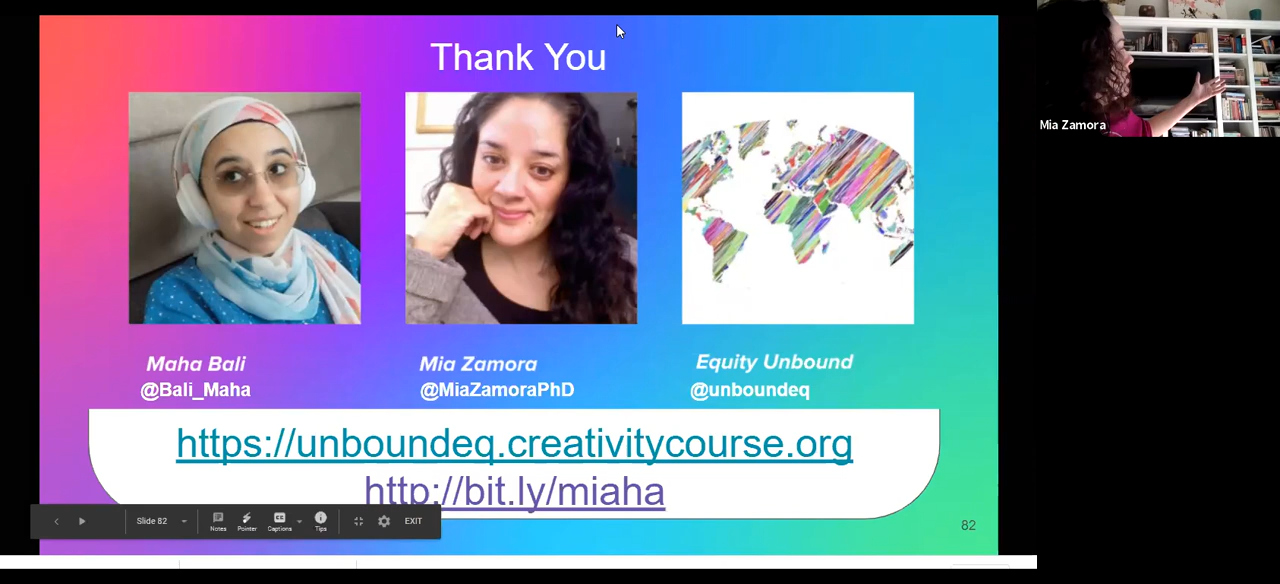 Thank You
Mia Zamora
Maha Bali
@Bali_Maha
Mia Zamora
@MiaZamoraPhD
Equity Unbound
@unboundeq
https://unboundeq.creativitycourse.org
http://bit.ly/miaha
Slide 82
Notes
Pointer
Captions
Tips
EXIT
82